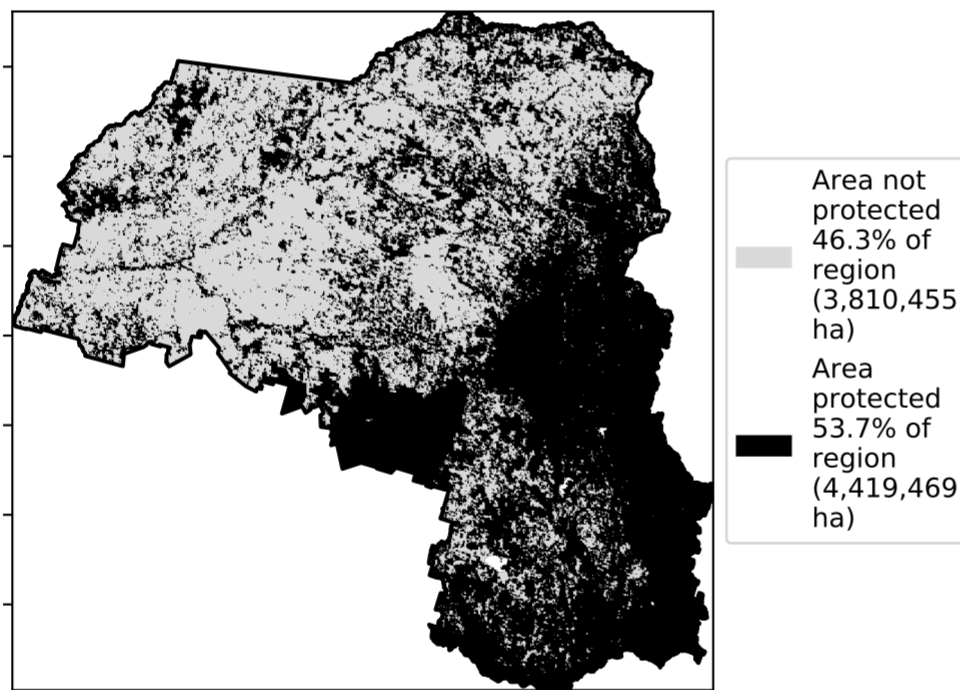 Area not
protected
46.3% of
region
(3,810,455
ha)
Area
protected
53.7% of
region
(4,419,469
ha)